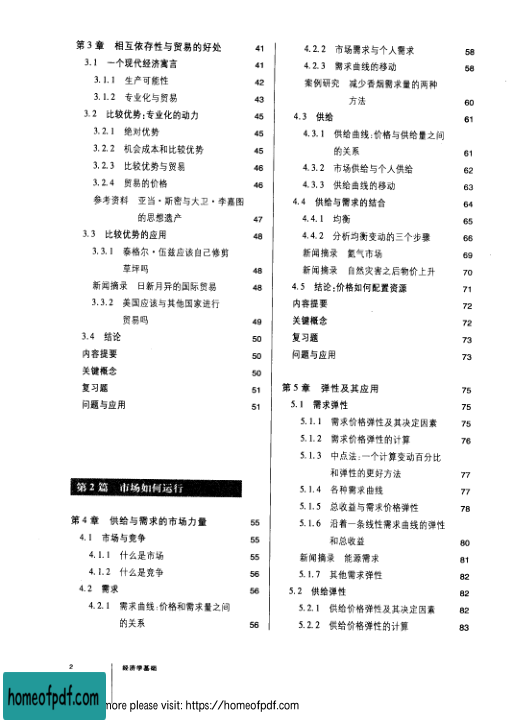 第3章 相互依存性与贸易的好处 41
3.1 一个现代经济寓言 41
3.1.1 生产可能性 42
3.1.2 专业化与贸易 43
3.2 比较优势:专业化的动力 45
3.2.1 绝对优势 45
3.2.2 机会成本和比较优势 45
3.2.3 比较优势与贸易 46
3.2.4 贸易的价格 46
参考资料 亚当·斯密与大卫·李嘉图
的思想遗产 47
3.3 比较优势的应用 48
3.3.1 泰格尔·伍兹应该自己修剪
草坪吗 48
新闻摘录 日新月异的国际贸易 48
3.3.2 美国应该与其他国家进行
贸易吗 49
3.4 结论 50
内容提要 50
关键概念 50
复习题 51
问题与应用 51
第2篇 市场如何运行
第4章 供给与需求的市场力量 55
4.1 市场与竞争 55
4.1.1 什么是市场 55
4.1.2 什么是竞争 56
4.2 需求 56
4.2.1 需求曲线:价格和需求量之间
的关系 56
4.2.2 市场需求与个人需求 58
4.2.3 需求曲线的移动 58
案例研究 减少香烟需求量的两种
方法 60
4.3 供给 61
4.3.1 供给曲线:价格与供给量之间
的关系 61
4.3.2 市场供给与个人供给 62
4.3.3 供给曲线的移动 63
4.4 供给与需求的结合 64
4.4.1 均衡 65
4.4.2 分析均衡变动的三个步骤 66
新闻摘录 氦气市场 69
新闻摘录 自然灾害之后物价上升 70
4.5 结论:价格如何配置资源 71
内容提要 72
关键概念 72
复习题 73
问题与应用 73
第5章 弹性及其应用 75
5.1 需求弹性 75
5.1.1 需求价格弹性及其决定因素 75
5.1.2 需求价格弹性的计算 76
5.1.3 中点法:一个计算变动百分比
和弹性的更好方法 77
5.1.4 各种需求曲线 77
5.1.5 总收益与需求价格弹性 78
5.1.6 沿着一条线性需求曲线的弹性
和总收益 80
新闻摘录 能源需求 81
5.1.7 其他需求弹性 82
5.2 供给弹性 82
5.2.1 供给价格弹性及其决定因素 82
5.2.2 供给价格弹性的计算 83
2 经济学基础
homeofpdf.com
more please visit: https://homeofpdf.com